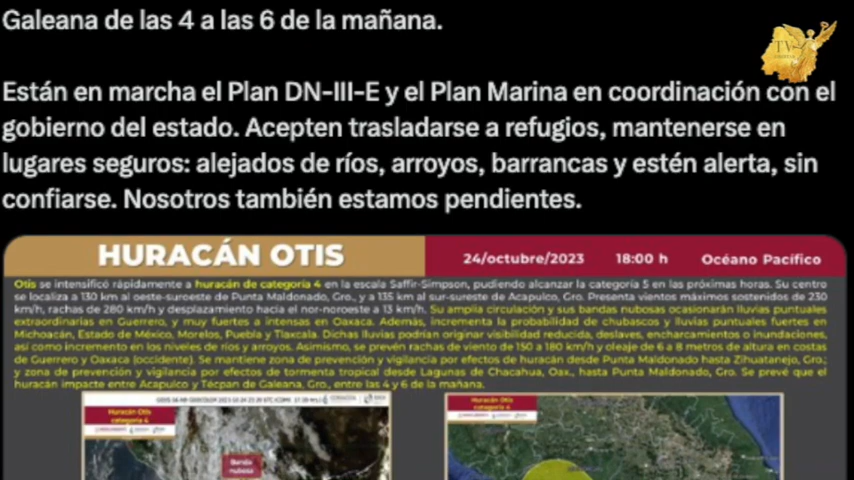 Galeana de las 4 a las 6 de la mañana.
TV
Están en marcha el Plan DN-III-E y el Plan Marina en coordinación con el
gobierno del estado. Acepten trasladarse a refugios, mantenerse en
lugares seguros: alejados de ríos, arroyos, barrancas y estén alerta, sin
confiarse. Nosotros también estamos pendientes.
HURACÁN OTIS
24/octubre/2023 18:00 h Océano Pacífico
Otis se intensificó rápidamente a huracán de categoría 4 en la escala Saffir-Simpson, pudiendo alcanzar la categoría 5 en las próximas horas. Su centro
se localiza a 130 km al oeste-suroeste de Punta Maldonado, Gro., y a 135 km al sur-sureste de Acapulco, Gro. Presenta vientos máximos sostenidos de 230
km/h, rachas de 280 km/h y desplazamiento hacia el nor-noroeste a 13 km/h. Su amplia circulación y sus bandas nubosas ocasionarán lluvias puntuales
extraordinarias en Guerrero, y muy fuertes a intensas en Oaxaca. Además, incrementa la probabilidad de chubascos y lluvias puntuales fuertes en
Michoacán, Estado de México, Morelos, Puebla y Tlaxcala. Dichas lluvias podrían originar visibilidad reducida, deslaves, encharcamientos o inundaciones,
así como incremento en los niveles de ríos y arroyos. Asimismo, se prevén rachas de viento de 150 a 180 km/h y oleaje de 6 a 8 metros de altura en costas
de Guerrero y Oaxaca (occidente). Se mantiene zona de prevención y vigilancia por efectos de huracán desde Punta Maldonado hasta Zihuatanejo, Gro.;
y zona de prevención y vigilancia por efectos de tormenta tropical desde Lagunas de Chacahua, Oax., hasta Punta Maldonado, Gro. Se prevé que el
huracán impacte entre Acapulco y Técpan de Galeana, Gro., entre las 4 y 6 de la mañana.
Huracán Otis
categoría 4
Banda
nubosa
Huracán Otis
categoría 4